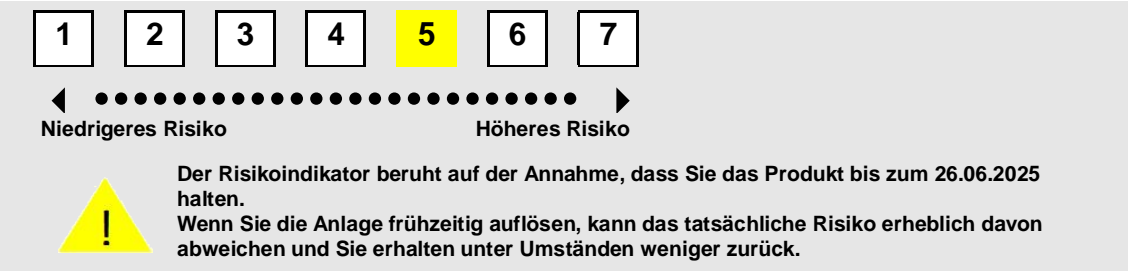 1 2 3 4 5 6 7
Niedrigeres Risiko Höheres Risiko
Der Risikoindikator beruht auf der Annahme, dass Sie das Produkt bis zum 26.06.2025
halten.
Wenn Sie die Anlage frühzeitig auflösen, kann das tatsächliche Risiko erheblich davon
abweichen und Sie erhalten unter Umständen weniger zurück.
!